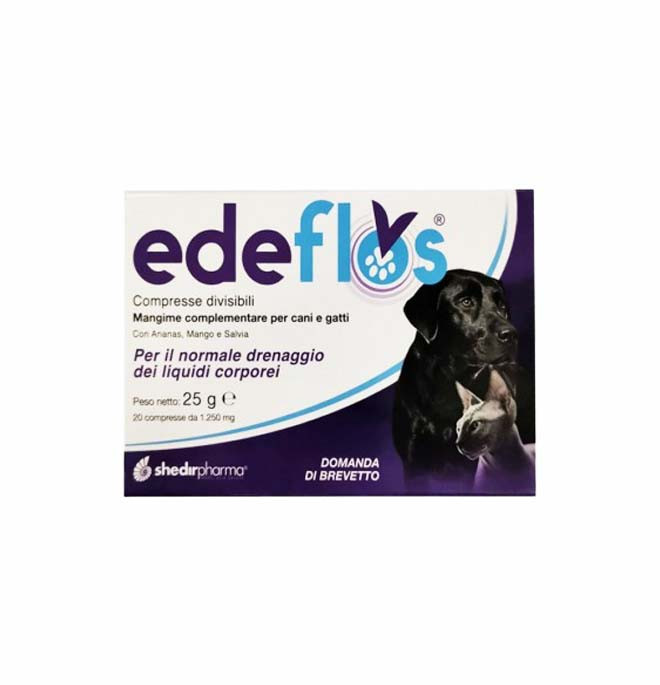 edeflos®
Compresse divisibili
Mangime complementare per cani e gatti
Con Ananas, Mango e Salvia
Per il normale drenaggio
dei liquidi corporei
Peso netto: 25 g ℮
20 compresse da 1.250 mg
shedirpharma®
DOMANDA
DI BREVETTO